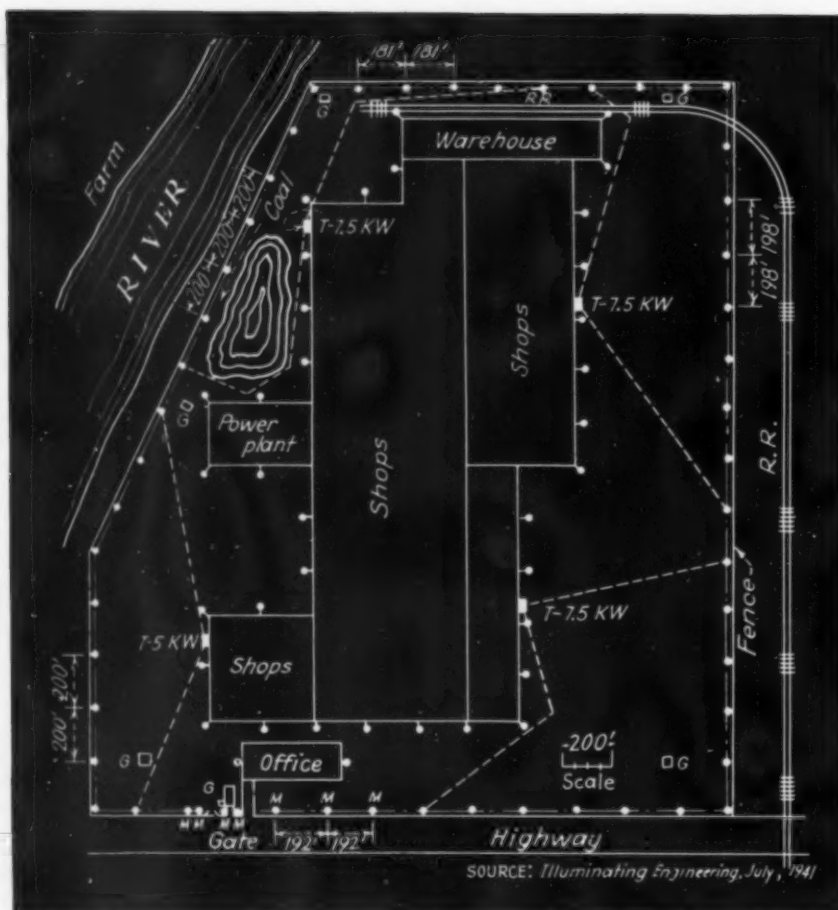 181' 181'
G
R.R.
G
Warehouse
Farm
RIVER
200' 200'
Coal
T-7.5 KW
198' 198'
T-7.5 KW
Shops
Shops
G
Power
plant
R.R.
Fence
T-5 KW
T-7.5 KW
Shops
200' 200'
G
Office
200'
Scale
G
G
M M M
M M M M
Gate
192' 192'
Highway
SOURCE: Illuminating Engineering, July, 1941